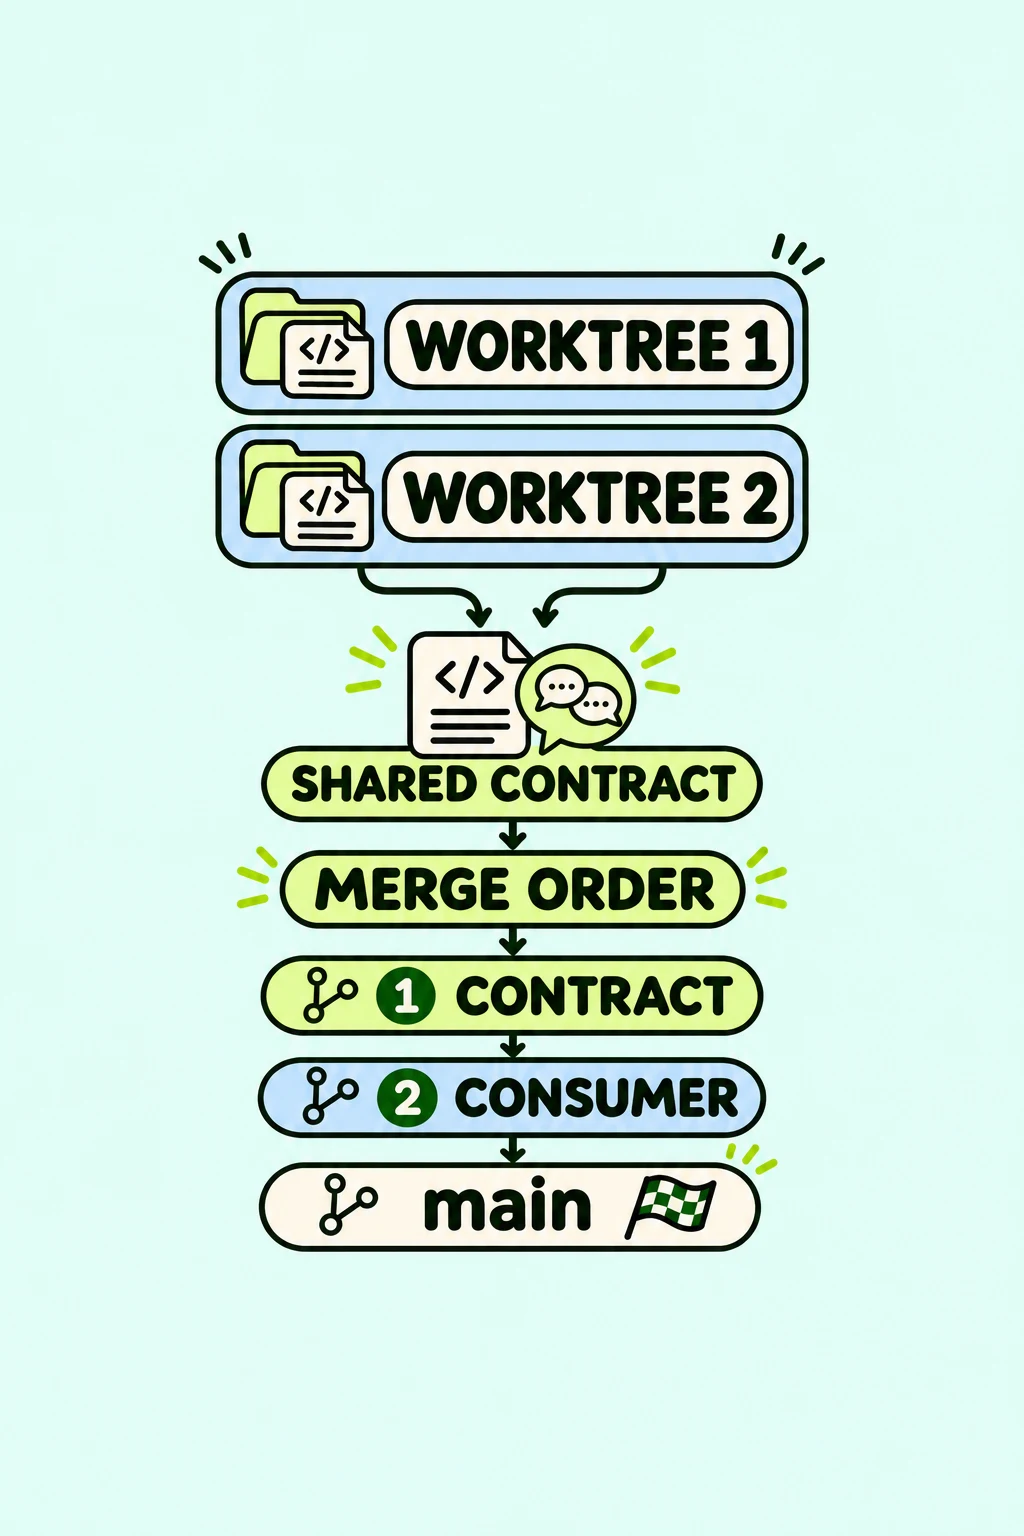 WORKTREE 1
</>
WORKTREE 2
</>
</>
SHARED CONTRACT
MERGE ORDER
1 CONTRACT
2 CONSUMER
main